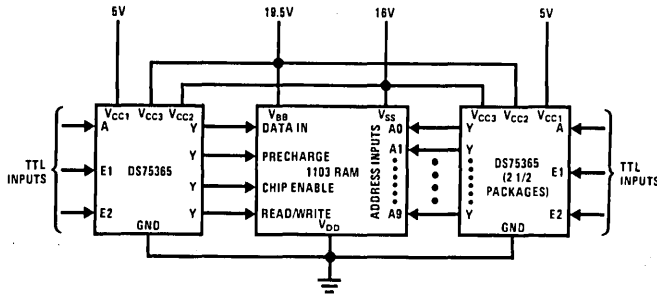 5V 19.5V 16V 5V
VCC1 VCC3 VCC2 VBB VSS VCC3 VCC2 VCC1
A Y DATA IN A0 Y A
Y PRECHARGE A1 Y
TTL INPUTS E1 DS75365 1103 RAM ADDRESS INPUTS DS75365 (2 1/2 PACKAGES) E1 TTL INPUTS
Y CHIP ENABLE
E2 Y READ/WRITE A9 Y E2
GND VDD GND